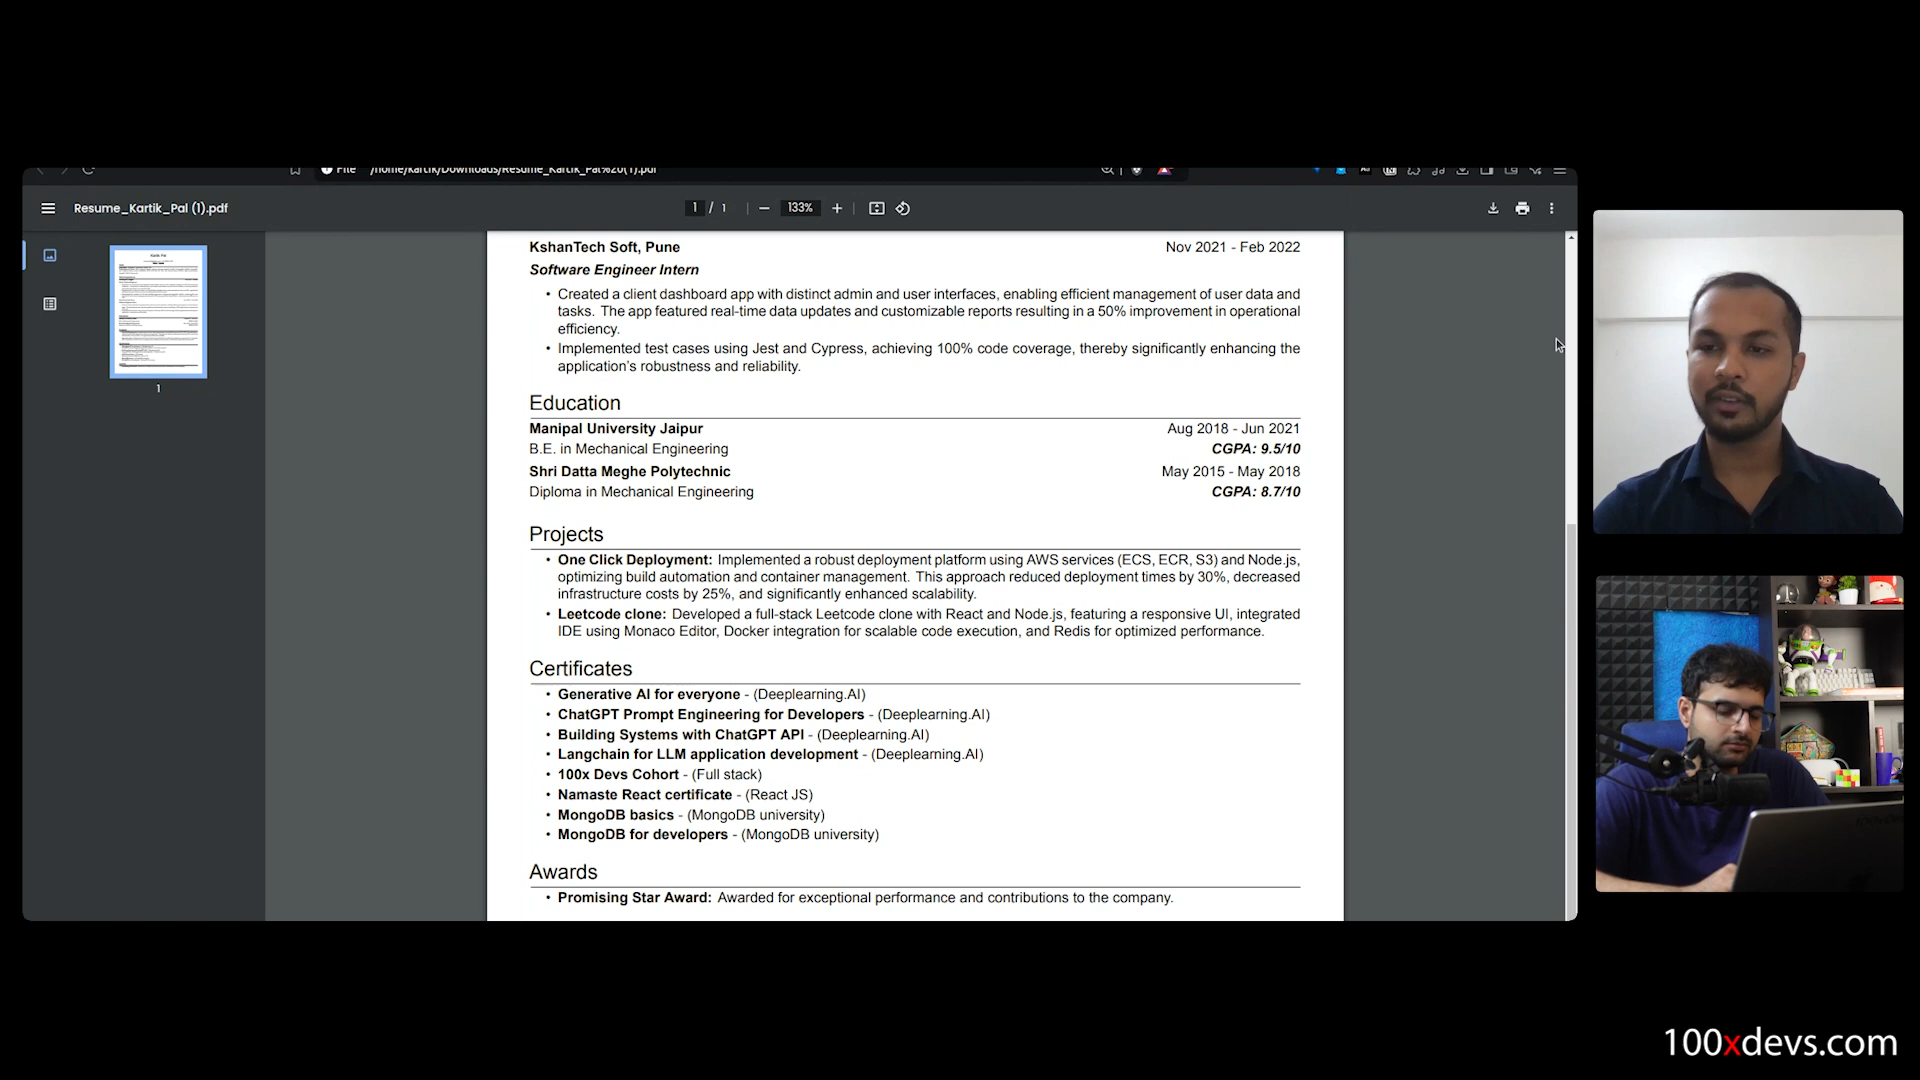 File /home/kartik/Downloads/Resume_Kartik_Pal%20(1).pdf
Resume_Kartik_Pal (1).pdf
1 / 1
133%
1
KshanTech Soft, Pune Nov 2021 - Feb 2022
Software Engineer Intern
• Created a client dashboard app with distinct admin and user interfaces, enabling efficient management of user data and
tasks. The app featured real-time data updates and customizable reports resulting in a 50% improvement in operational
efficiency.
• Implemented test cases using Jest and Cypress, achieving 100% code coverage, thereby significantly enhancing the
application's robustness and reliability.
Education
Manipal University Jaipur Aug 2018 - Jun 2021
B.E. in Mechanical Engineering CGPA: 9.5/10
Shri Datta Meghe Polytechnic May 2015 - May 2018
Diploma in Mechanical Engineering CGPA: 8.7/10
Projects
• One Click Deployment: Implemented a robust deployment platform using AWS services (ECS, ECR, S3) and Node.js,
optimizing build automation and container management. This approach reduced deployment times by 30%, decreased
infrastructure costs by 25%, and significantly enhanced scalability.
• Leetcode clone: Developed a full-stack Leetcode clone with React and Node.js, featuring a responsive UI, integrated
IDE using Monaco Editor, Docker integration for scalable code execution, and Redis for optimized performance.
Certificates
• Generative AI for everyone - (Deeplearning.AI)
• ChatGPT Prompt Engineering for Developers - (Deeplearning.AI)
• Building Systems with ChatGPT API - (Deeplearning.AI)
• Langchain for LLM application development - (Deeplearning.AI)
• 100x Devs Cohort - (Full stack)
• Namaste React certificate - (React JS)
• MongoDB basics - (MongoDB university)
• MongoDB for developers - (MongoDB university)
Awards
• Promising Star Award: Awarded for exceptional performance and contributions to the company.
100xdevs.com